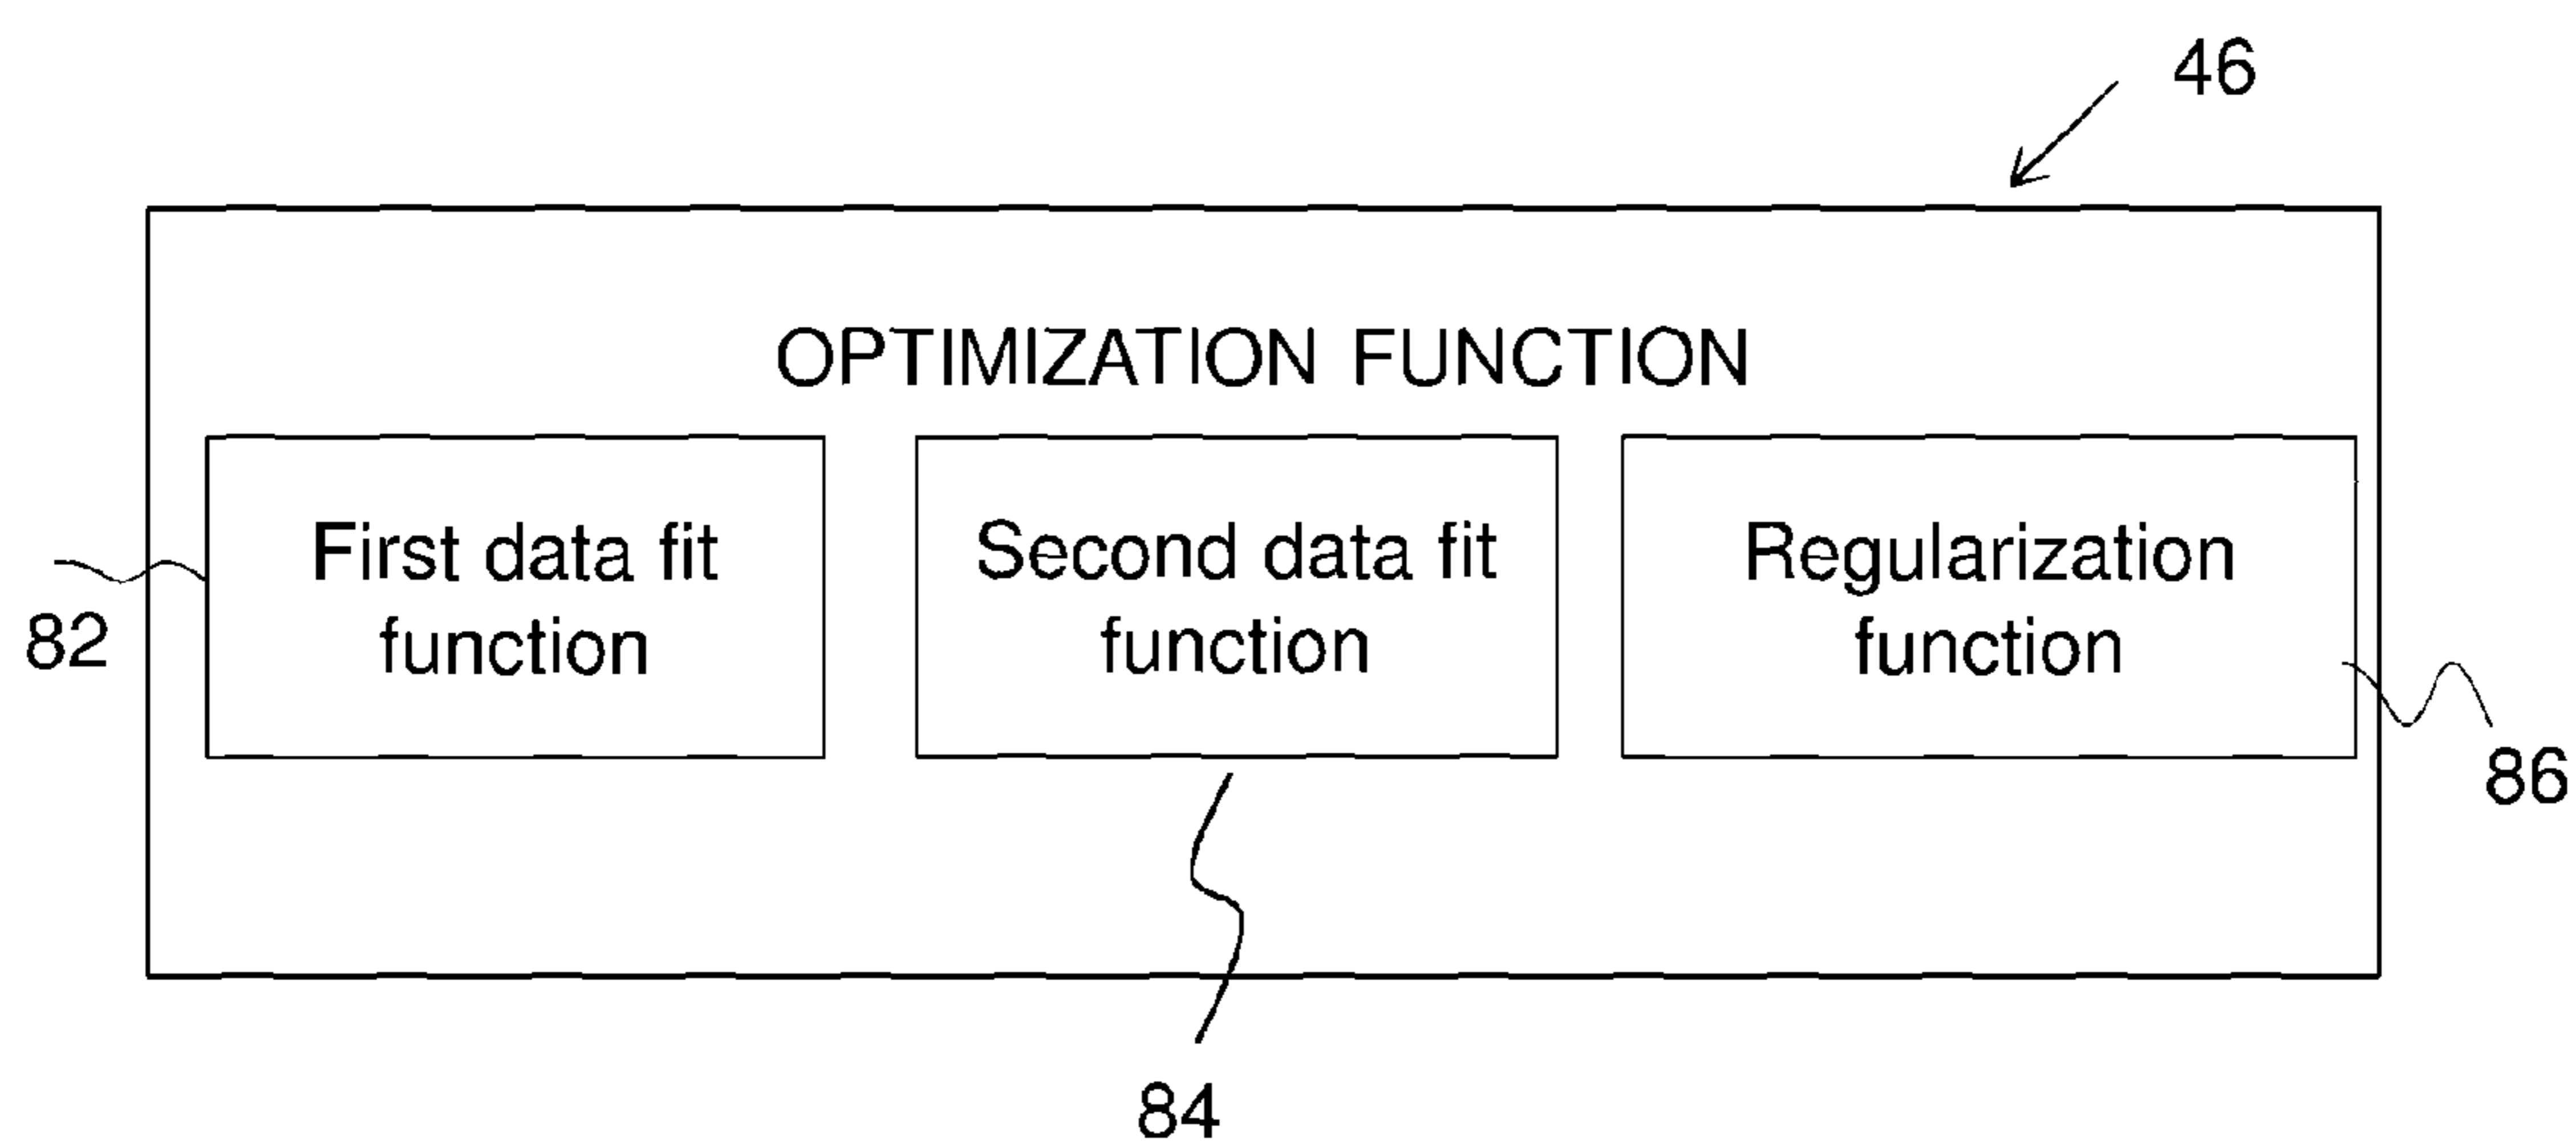 46
OPTIMIZATION FUNCTION
First data fit
function
Second data fit
function
Regularization
function
82
86
84